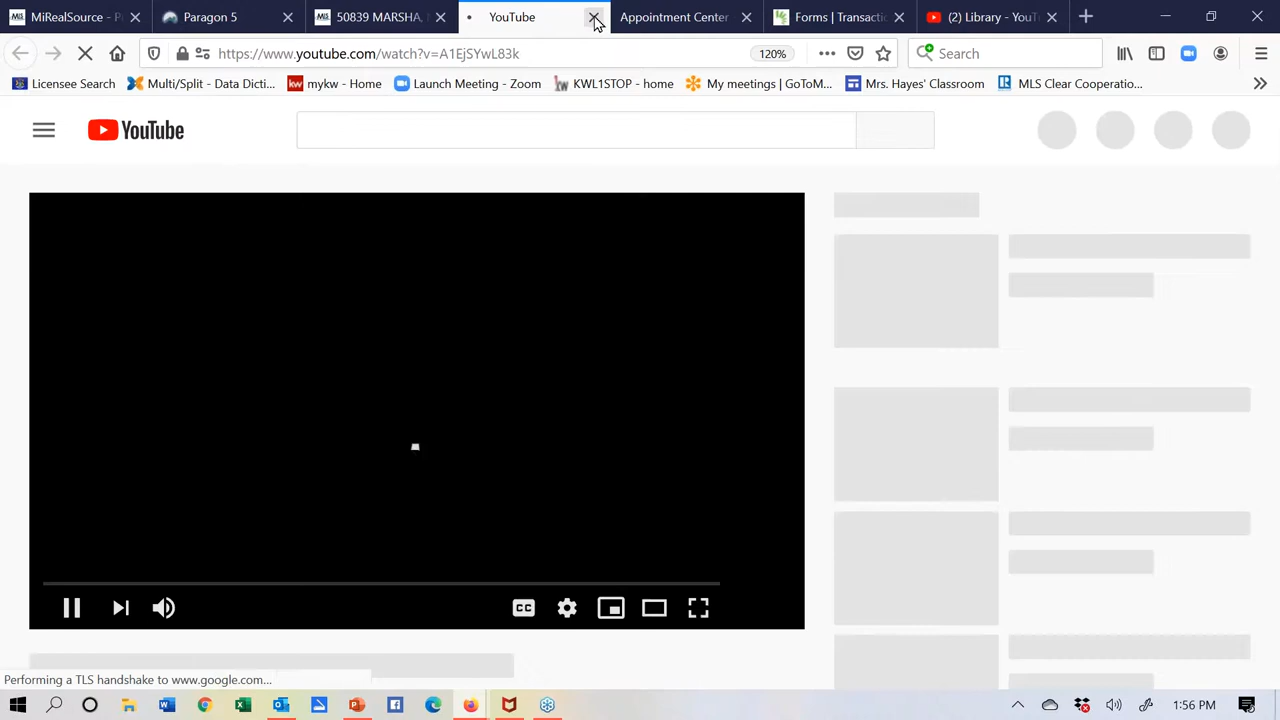 MiRealSource - P
Paragon 5
50839 MARSHA,
YouTube
Appointment Center
Forms | Transactio
(2) Library - YouT
https://www.youtube.com/watch?v=A1EjSYwL83k
120%
Search
Licensee Search
Multi/Split - Data Dicti...
mykw - Home
Launch Meeting - Zoom
KWL1STOP - home
My meetings | GoToM...
Mrs. Hayes' Classroom
MLS Clear Cooperatio...
YouTube
CC
Performing a TLS handshake to www.google.com...
1:56 PM